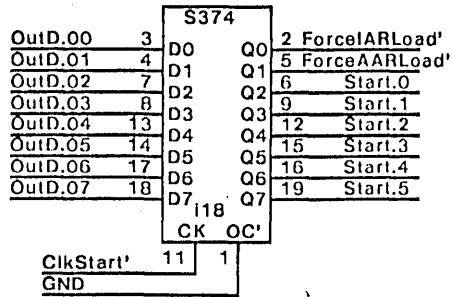 S374
OutD.00 3 D0 Q0 2 ForceIARLoad'
OutD.01 4 D1 Q1 5 ForceAARLoad'
OutD.02 7 D2 Q2 6 Start.0
OutD.03 8 D3 Q3 9 Start.1
OutD.04 13 D4 Q4 12 Start.2
OutD.05 14 D5 Q5 15 Start.3
OutD.06 17 D6 Q6 16 Start.4
OutD.07 18 D7 Q7 19 Start.5
i18
CK OC'
11 1
ClkStart'
GND